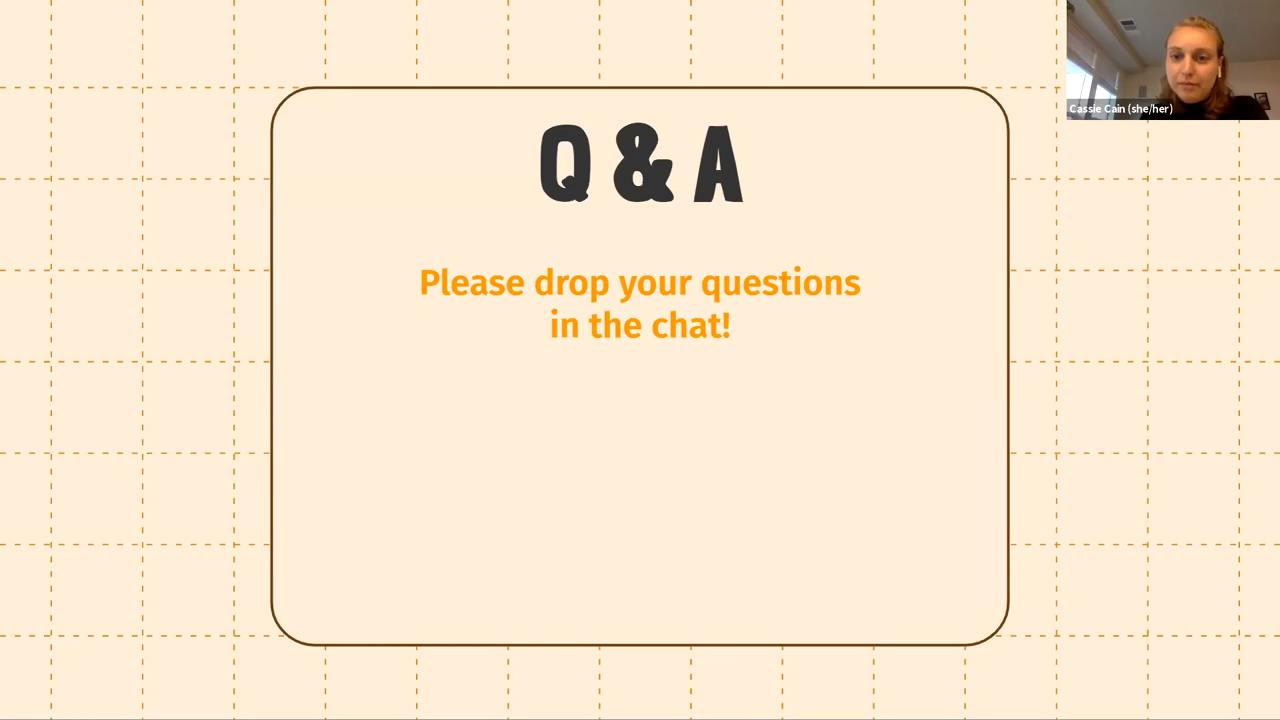 Cassie Cain (she/her)
Q & A
Please drop your questions
in the chat!